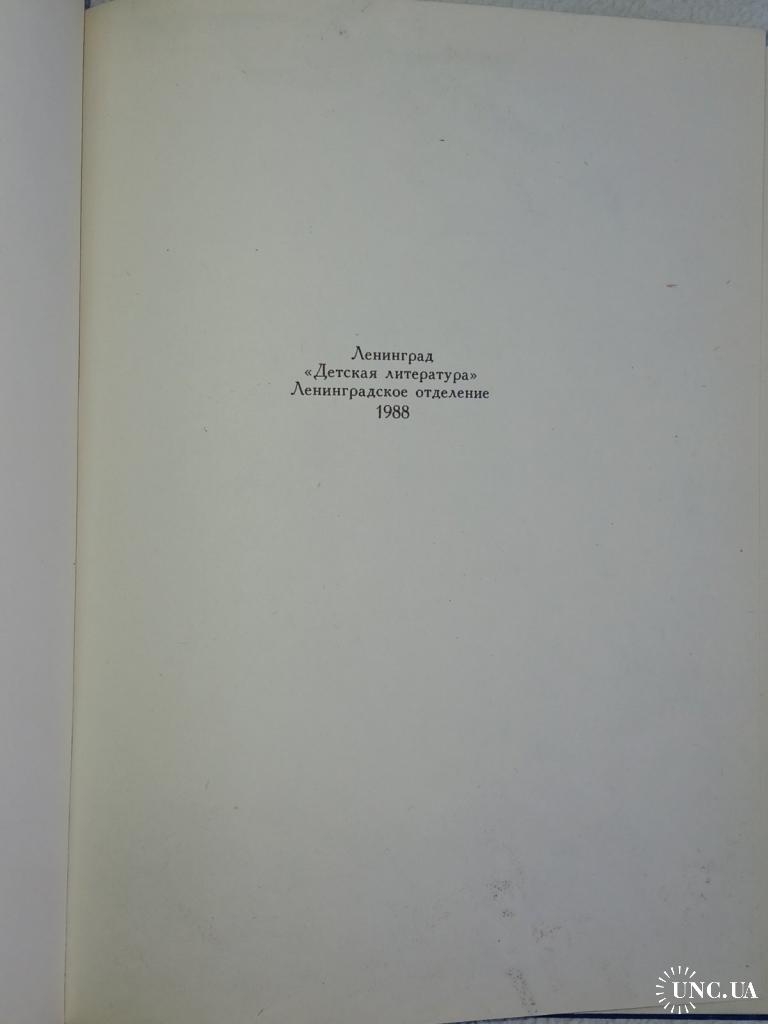 Ленинград
«Детская литература»
Ленинградское отделение
1988
UNC.UA